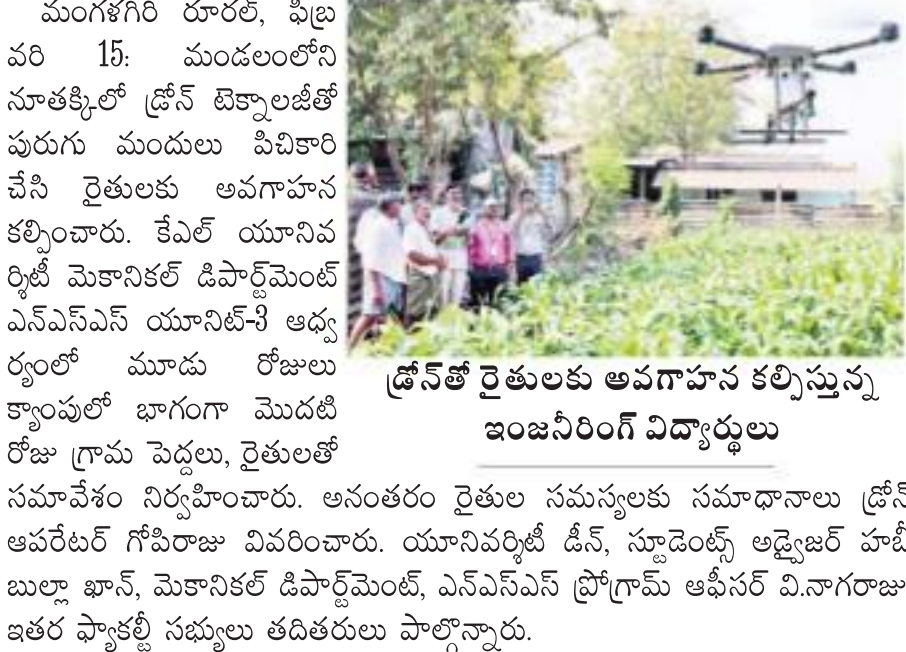 మంగళగిరి రూరల్, ఫిబ్ర
వరి 15: మండలంలోని
నూతక్కిలో డ్రోన్ టెక్నాలజీతో
పురుగు మందులు పిచికారి
చేసి రైతులకు అవగాహన
కల్పించారు. కేఎల్ యూనివ
ర్శిటీ మెకానికల్ డిపార్ట్‌మెంట్
ఎన్ఎస్ఎస్ యూనిట్-3 ఆధ్వ
ర్యంలో మూడు రోజులు
క్యాంపులో భాగంగా మొదటి
రోజు గ్రామ పెద్దలు, రైతులతో
సమావేశం నిర్వహించారు. అనంతరం రైతుల సమస్యలకు సమాధానాలు డ్రోన్
ఆపరేటర్ గోపిరాజు వివరించారు. యూనివర్శిటీ డీన్, స్టూడెంట్స్ అడ్వైజర్ హబీ
బుల్లా ఖాన్, మెకానికల్ డిపార్ట్‌మెంట్, ఎన్ఎస్ఎస్ ప్రోగ్రామ్ ఆఫీసర్ వి.నాగరాజు
ఇతర ఫ్యాకల్టీ సభ్యులు తదితరులు పాల్గొన్నారు.
డ్రోన్‌తో రైతులకు అవగాహన కల్పిస్తున్న
ఇంజనీరింగ్ విద్యార్థులు